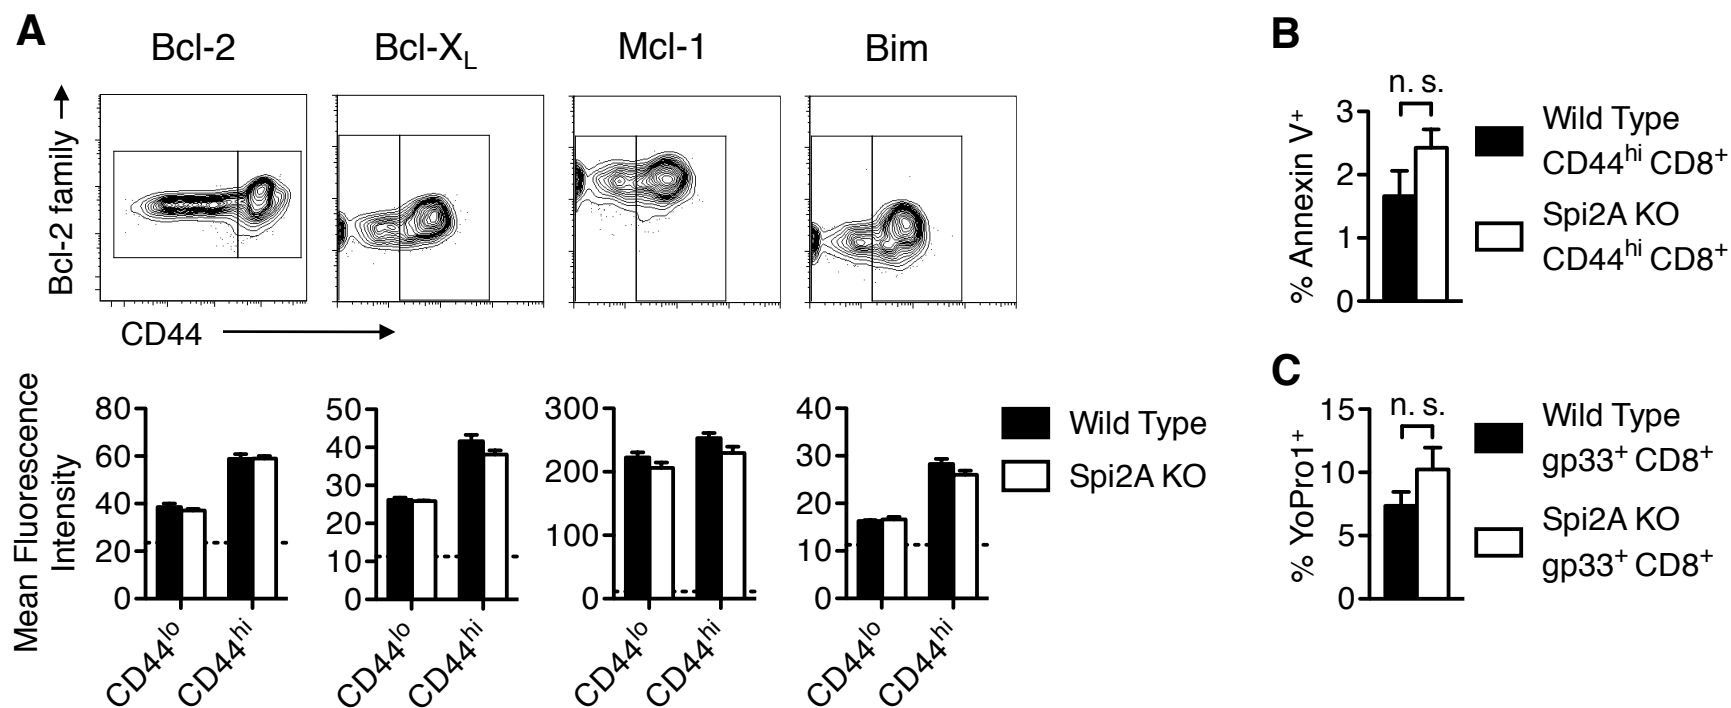 A
Bcl-2
Bcl-XL
Mcl-1
Bim
Bcl-2 family
CD44
Mean Fluorescence
Intensity
80
60
40
20
0
CD44lo
CD44hi
50
40
30
20
10
0
CD44lo
CD44hi
300
200
100
0
CD44lo
CD44hi
40
30
20
10
0
CD44lo
CD44hi
Wild Type
Spi2A KO
B
% Annexin V+
3
2
1
0
n. s.
Wild Type
CD44hi CD8+
Spi2A KO
CD44hi CD8+
C
% YoPro1+
15
10
5
0
n. s.
Wild Type
gp33+ CD8+
Spi2A KO
gp33+ CD8+